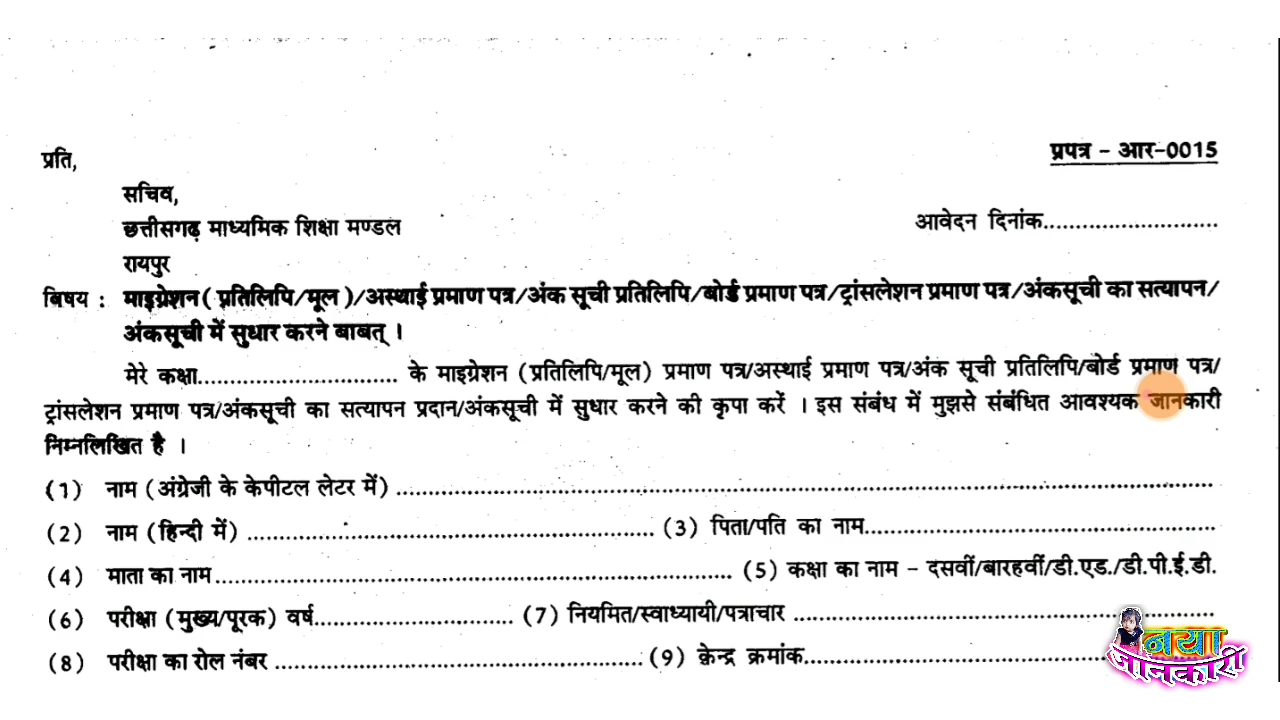 प्रपत्र - आर-0015
प्रति,
सचिव,
छत्तीसगढ़ माध्यमिक शिक्षा मण्डल
आवेदन दिनांक............................
रायपुर
विषय : माइग्रेशन ( प्रतिलिपि/मूल )/अस्थाई प्रमाण पत्र/अंक सूची प्रतिलिपि/बोर्ड प्रमाण पत्र/ट्रांसलेशन प्रमाण पत्र/अंकसूची का सत्यापन/
अंकसूची में सुधार करने बाबत् ।
मेरे कक्षा................................ के माइग्रेशन (प्रतिलिपि/मूल) प्रमाण पत्र/अस्थाई प्रमाण पत्र/अंक सूची प्रतिलिपि/बोर्ड प्रमाण पत्र/
ट्रांसलेशन प्रमाण पत्र/अंकसूची का सत्यापन प्रदान/अंकसूची में सुधार करने की कृपा करें । इस संबंध में मुझसे संबंधित आवश्यक जानकारी
निम्नलिखित है ।
(1) नाम (अंग्रेजी के केपीटल लेटर में) ........................................................................
(2) नाम (हिन्दी में) ................................................................ (3) पिता/पति का नाम........................................................
(4) माता का नाम................................................................................ (5) कक्षा का नाम - दसवीं/बारहवीं/डी.एड./डी.पी.ई.डी.
(6) परीक्षा (मुख्य/पूरक) वर्ष................................ (7) नियमित/स्वाध्यायी/पत्राचार ................................................................
(8) परीक्षा का रोल नंबर .......................................................... (9) केन्द्र क्रमांक................................................
नया
जानकारी